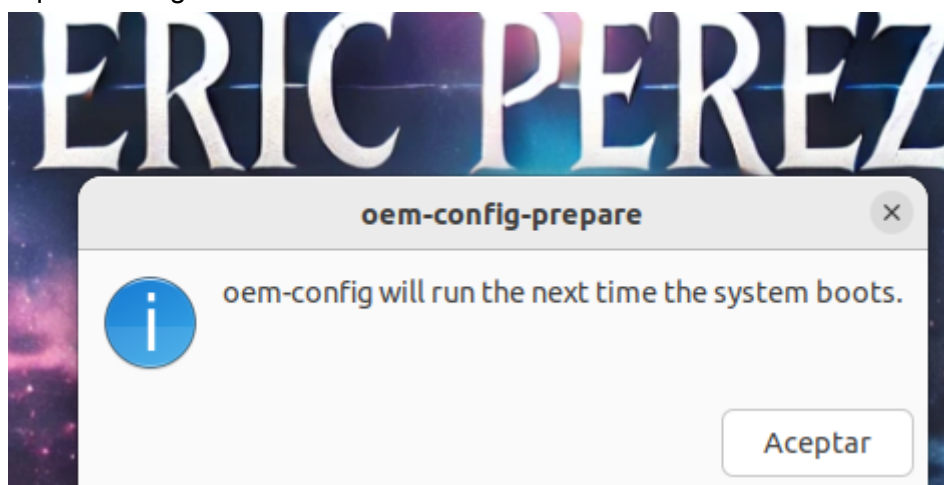 ERIC PEREZ
oem-config-prepare
oem-config will run the next time the system boots.
Aceptar